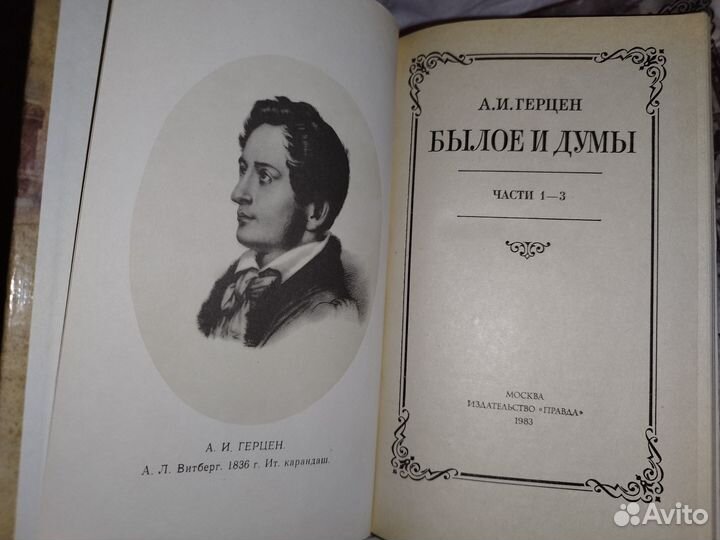 А. И. ГЕРЦЕН.
А. Л. Витберг. 1836 г. Ит. карандаш.
А.И.ГЕРЦЕН
БЫЛОЕ И ДУМЫ
ЧАСТИ 1—3
МОСКВА
ИЗДАТЕЛЬСТВО «ПРАВДА»
1983
Avito